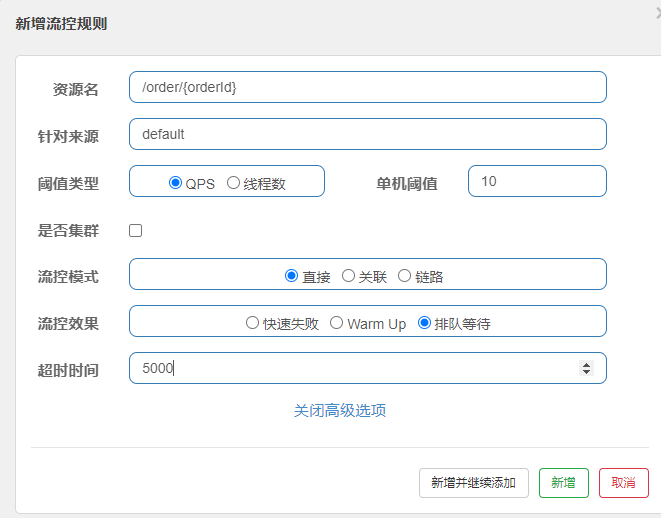 新增流控规则
资源名 /order/{orderId}
针对来源 default
阈值类型 QPS 线程数 单机阈值 10
是否集群
流控模式 直接 关联 链路
流控效果 快速失败 Warm Up 排队等待
超时时间 5000
关闭高级选项
新增并继续添加 新增 取消